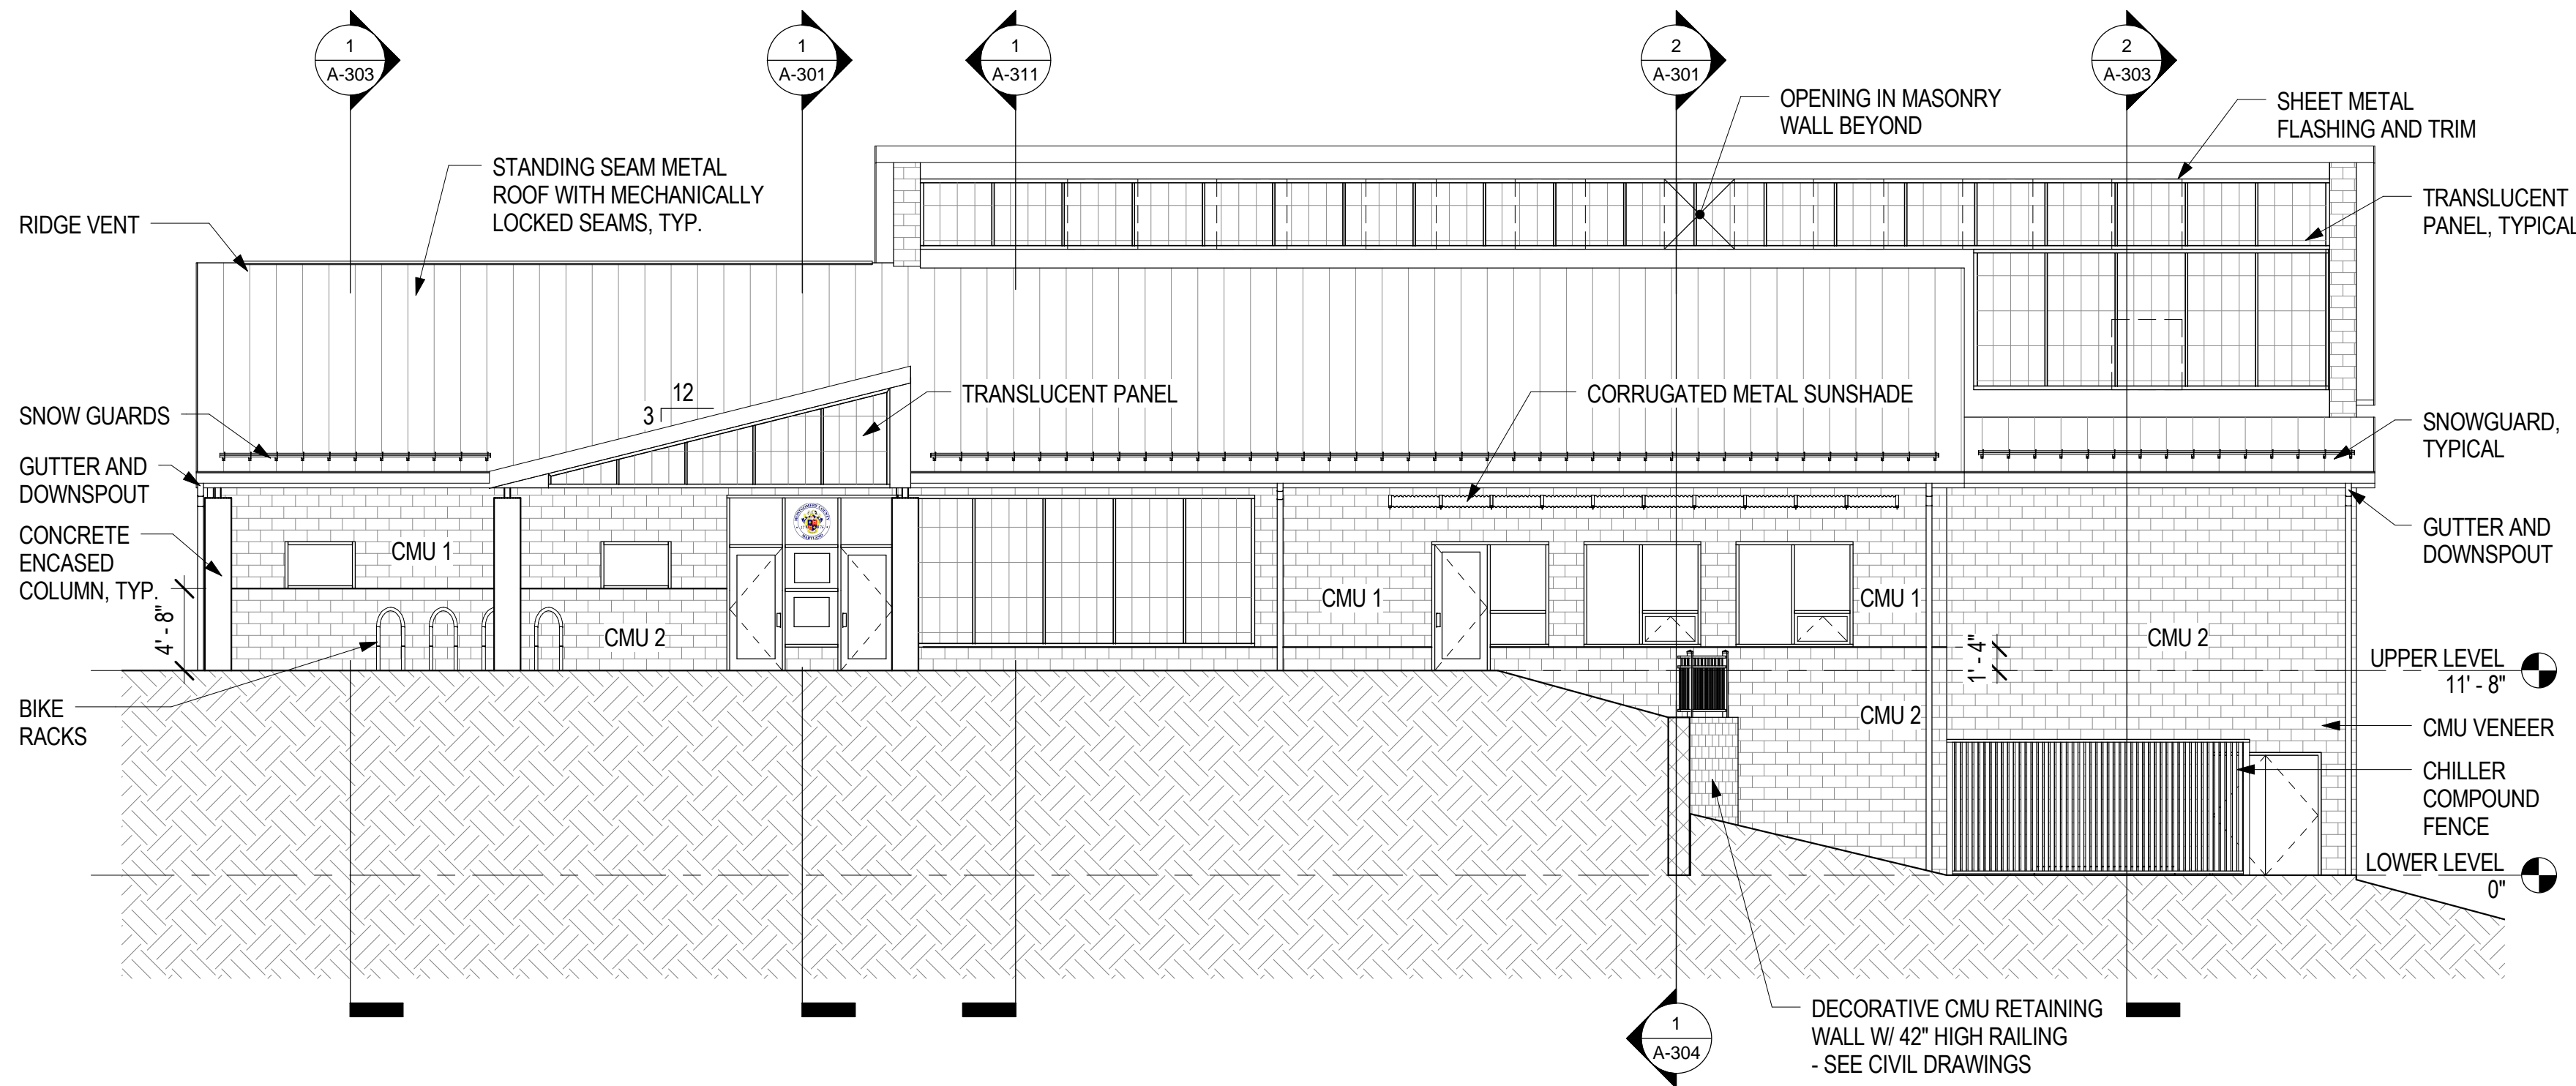 1
A-303
1
A-301
1
A-311
2
A-301
2
A-303
OPENING IN MASONRY
WALL BEYOND
SHEET METAL
FLASHING AND TRIM
STANDING SEAM METAL
ROOF WITH MECHANICALLY
LOCKED SEAMS, TYP.
RIDGE VENT
TRANSLUCENT
PANEL, TYPICAL
12
3
TRANSLUCENT PANEL
CORRUGATED METAL SUNSHADE
SNOW GUARDS
SNOWGUARD,
TYPICAL
GUTTER AND
DOWNSPOUT
GUTTER AND
DOWNSPOUT
CONCRETE
ENCASED
COLUMN, TYP.
MONTGOMERY COUNTY
MARYLAND
CMU 1
CMU 1
CMU 1
4' - 8"
CMU 2
CMU 2
1' - 4"
UPPER LEVEL
11' - 8"
BIKE
RACKS
CMU 2
CMU VENEER
CHILLER
COMPOUND
FENCE
LOWER LEVEL
0"
DECORATIVE CMU RETAINING
WALL W/ 42" HIGH RAILING
- SEE CIVIL DRAWINGS
1
A-304